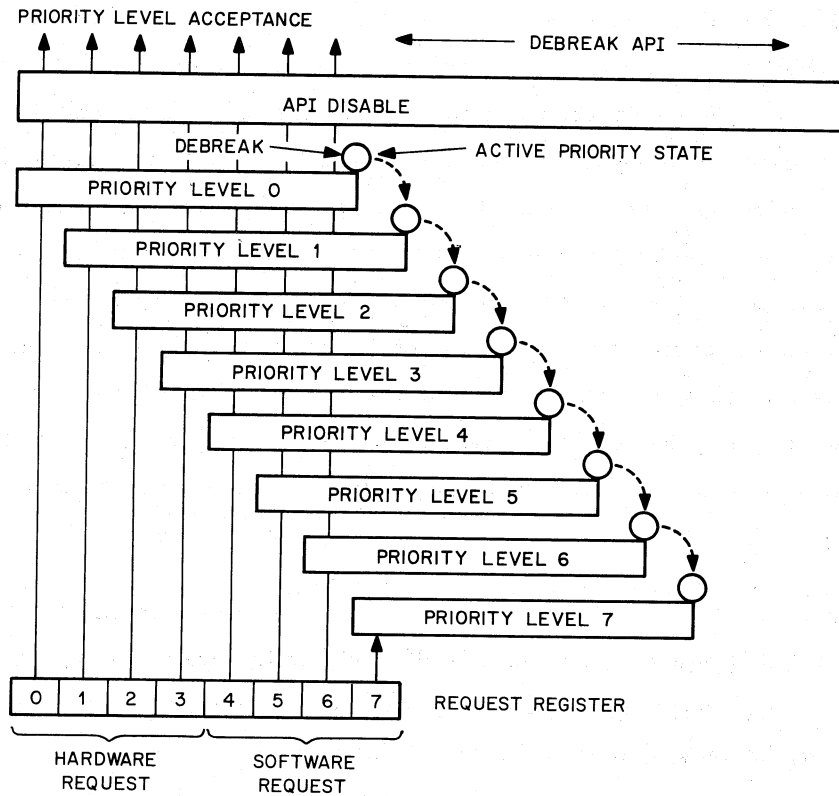 PRIORITY LEVEL ACCEPTANCE
DEBREAK API
API DISABLE
DEBREAK
ACTIVE PRIORITY STATE
PRIORITY LEVEL 0
PRIORITY LEVEL 1
PRIORITY LEVEL 2
PRIORITY LEVEL 3
PRIORITY LEVEL 4
PRIORITY LEVEL 5
PRIORITY LEVEL 6
PRIORITY LEVEL 7
0 1 2 3 4 5 6 7
REQUEST REGISTER
HARDWARE
REQUEST
SOFTWARE
REQUEST